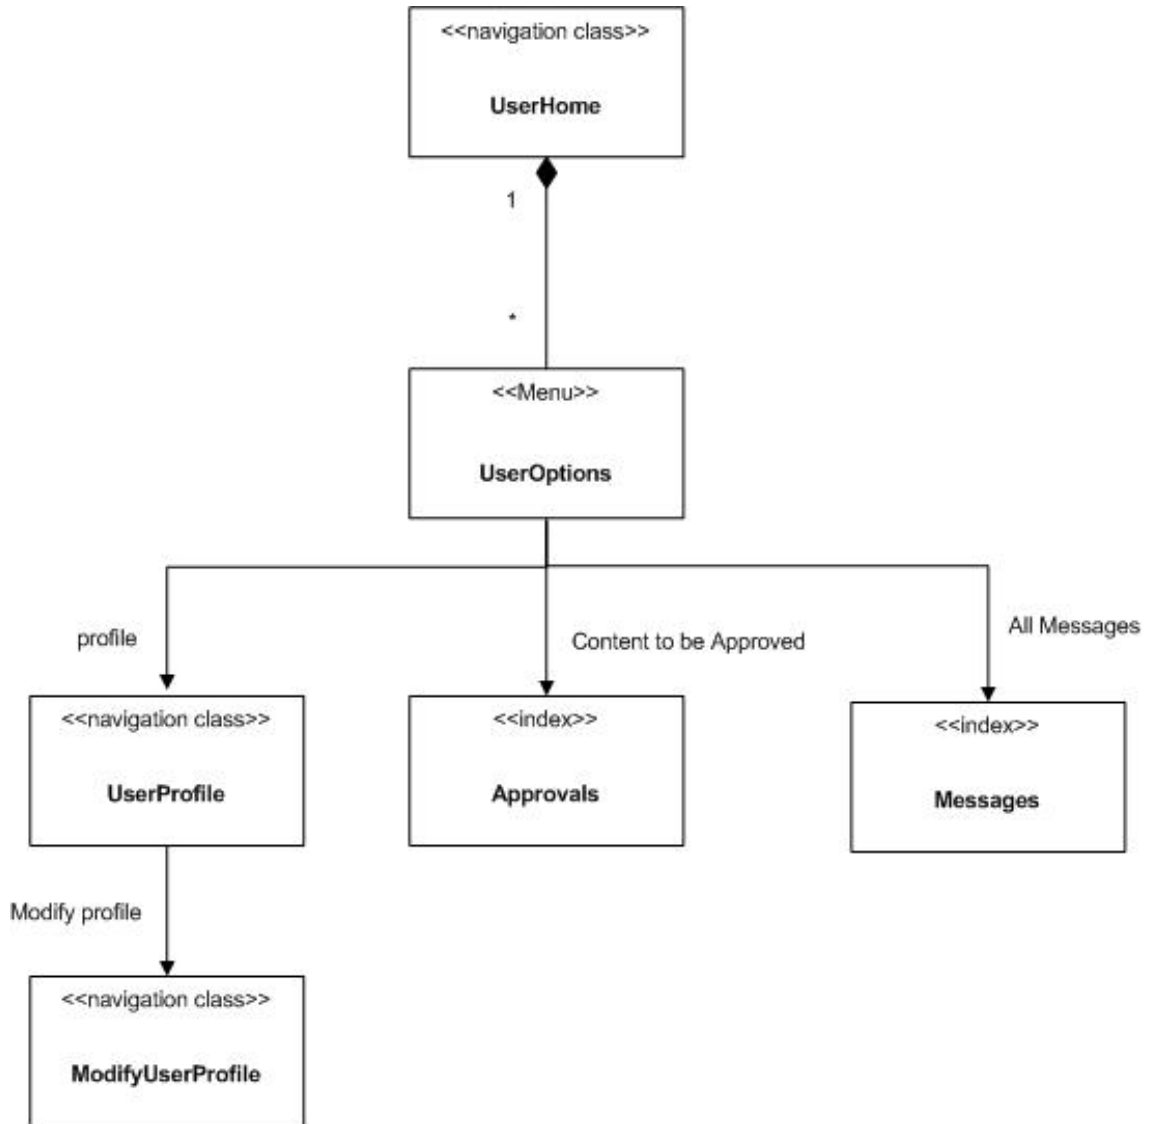 <<navigation class>>
UserHome
1
*
<<Menu>>
UserOptions
profile
Content to be Approved
All Messages
<<navigation class>>
UserProfile
<<index>>
Approvals
<<index>>
Messages
Modify profile
<<navigation class>>
ModifyUserProfile